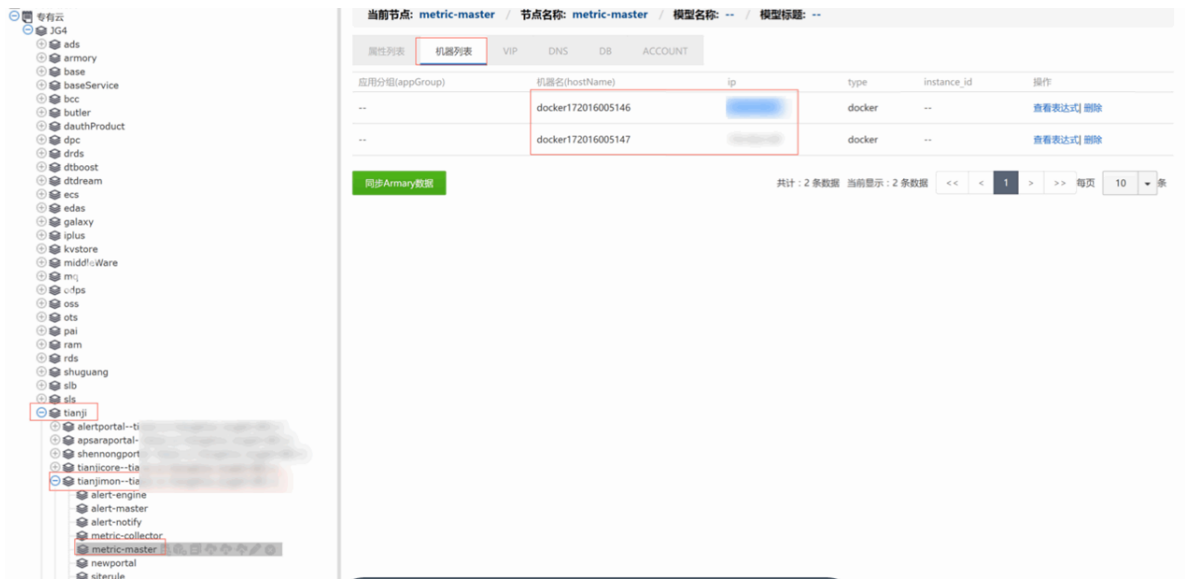 专有云
JG4
ads
armory
base
baseService
bcc
butler
dauthProduct
dpc
drds
dtboost
dtdream
ecs
edas
galaxy
iplus
kvstore
middleWare
mq
odps
oss
ots
pai
ram
rds
shuguang
slb
sls
tianji
alertportal--ti
apsaraportal-
shennongport
tianjicore--tia
tianjimon--tia
alert-engine
alert-master
alert-notify
metric-collector
metric-master
newportal
siterule
当前节点: metric-master / 节点名称: metric-master / 模型名称: -- / 模型标题: --
属性列表 机器列表 VIP DNS DB ACCOUNT
应用分组(appGroup) 机器名(hostName) ip type instance_id 操作
-- docker172016005146 docker -- 查看表达式| 删除
-- docker172016005147 docker -- 查看表达式| 删除
同步Armary数据 共计：2 条数据 当前显示：2 条数据 << < 1 > >> 每页 10 条